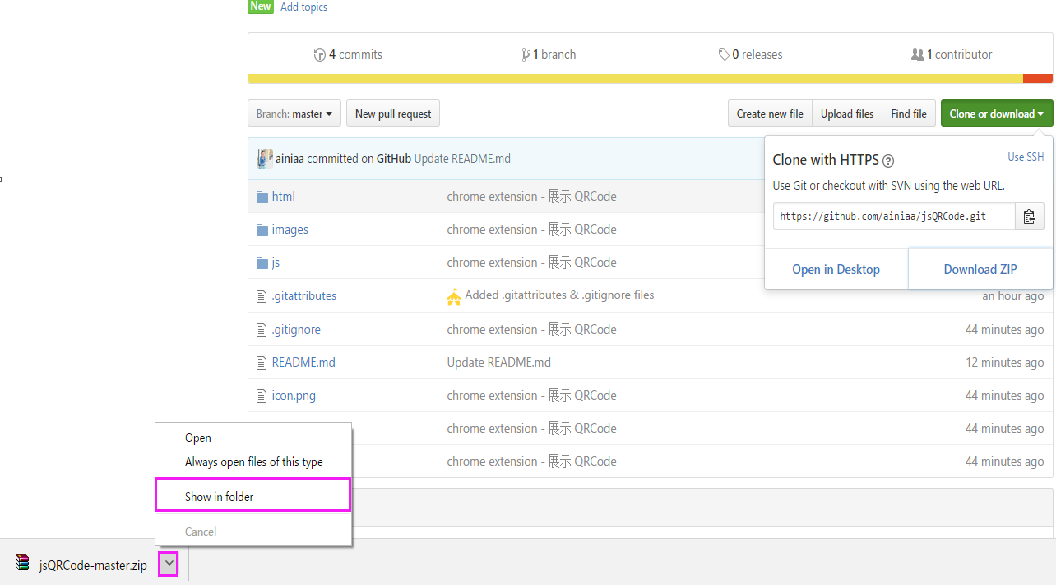 New Add topics
4 commits 1 branch 0 releases 1 contributor
Branch: master New pull request Create new file Upload files Find file Clone or download
ainiaa committed on GitHub Update README.md
Clone with HTTPS ? Use SSH
Use Git or checkout with SVN using the web URL.
https://github.com/ainiaa/jsQRCode.git
Open in Desktop Download ZIP
html chrome extension - 展示 QRCode
images chrome extension - 展示 QRCode
js chrome extension - 展示 QRCode
.gitattributes Added .gitattributes & .gitignore files an hour ago
.gitignore chrome extension - 展示 QRCode 44 minutes ago
README.md Update README.md 12 minutes ago
icon.png chrome extension - 展示 QRCode 44 minutes ago
chrome extension - 展示 QRCode 44 minutes ago
chrome extension - 展示 QRCode 44 minutes ago
Open
Always open files of this type
Show in folder
Cancel
jsQRCode-master.zip